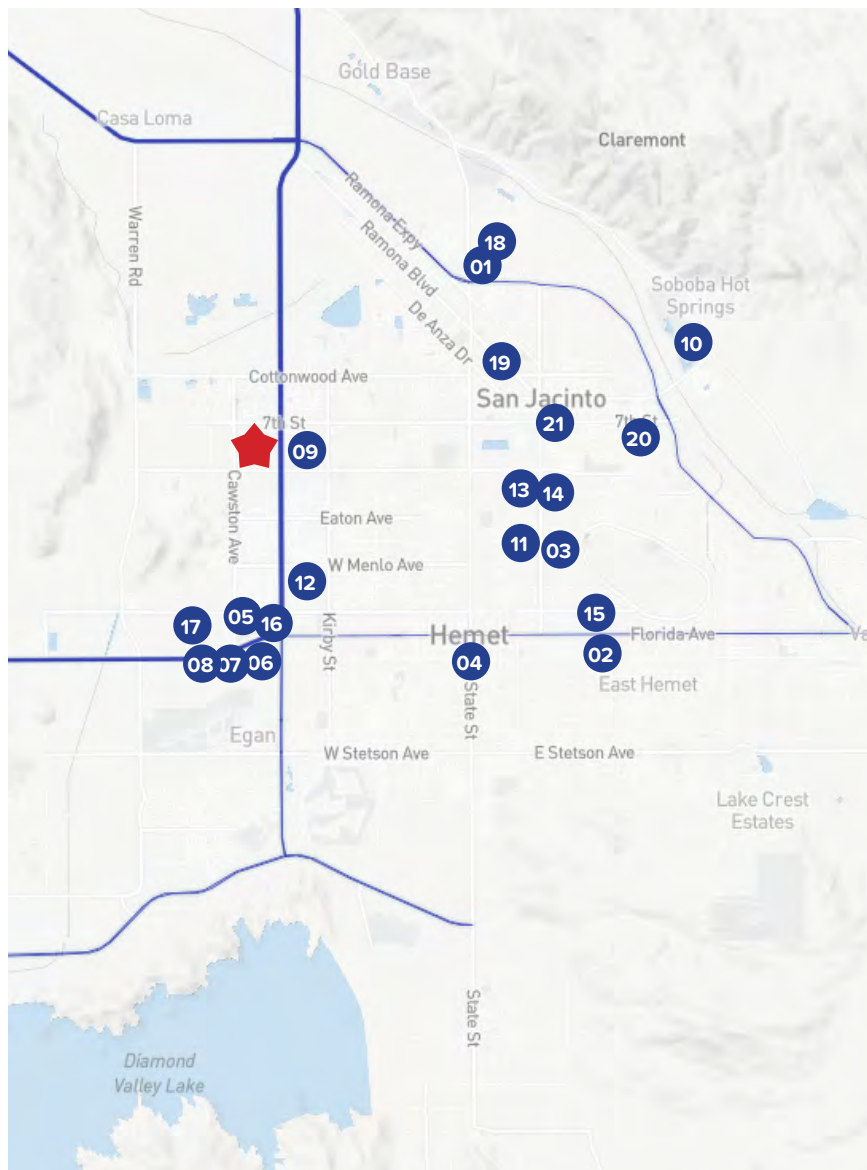 Gold Base
Casa Loma
Claremont
Warren Rd
Ramona Expy
Ramona Blvd
18
01
Soboba Hot
Springs
De Anza Dr
10
19
Cottonwood Ave
San Jacinto
7th St
21
7th St
20
09
Cawston Ave
13
14
Eaton Ave
11
03
W Menlo Ave
12
05
16
17
Kirby St
15
Hemet
Florida Ave
Va
08
07
06
04
02
East Hemet
State St
Egan
W Stetson Ave
E Stetson Ave
Lake Crest
Estates
State St
Diamond
Valley Lake